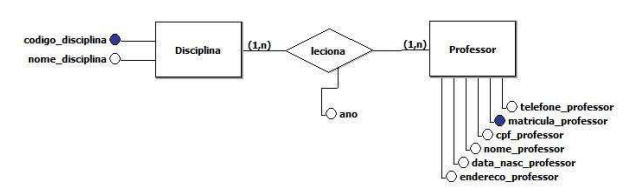 codigo_disciplina
nome_disciplina
Disciplina
(1,n)
leciona
(1,n)
Professor
ano
telefone_professor
matricula_professor
cpf_professor
nome_professor
data_nasc_professor
endereco_professor